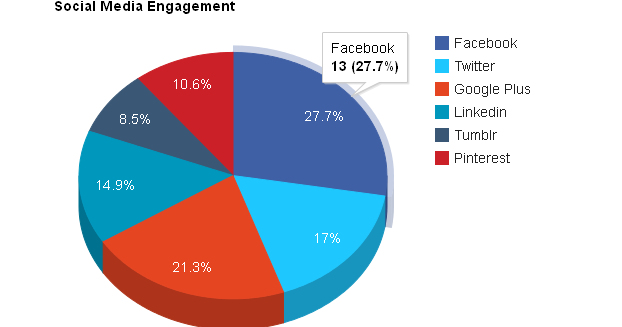 Social Media Engagement
Facebook
13 (27.7%)
27.7%
17%
21.3%
14.9%
8.5%
10.6%
Facebook
Twitter
Google Plus
Linkedin
Tumblr
Pinterest